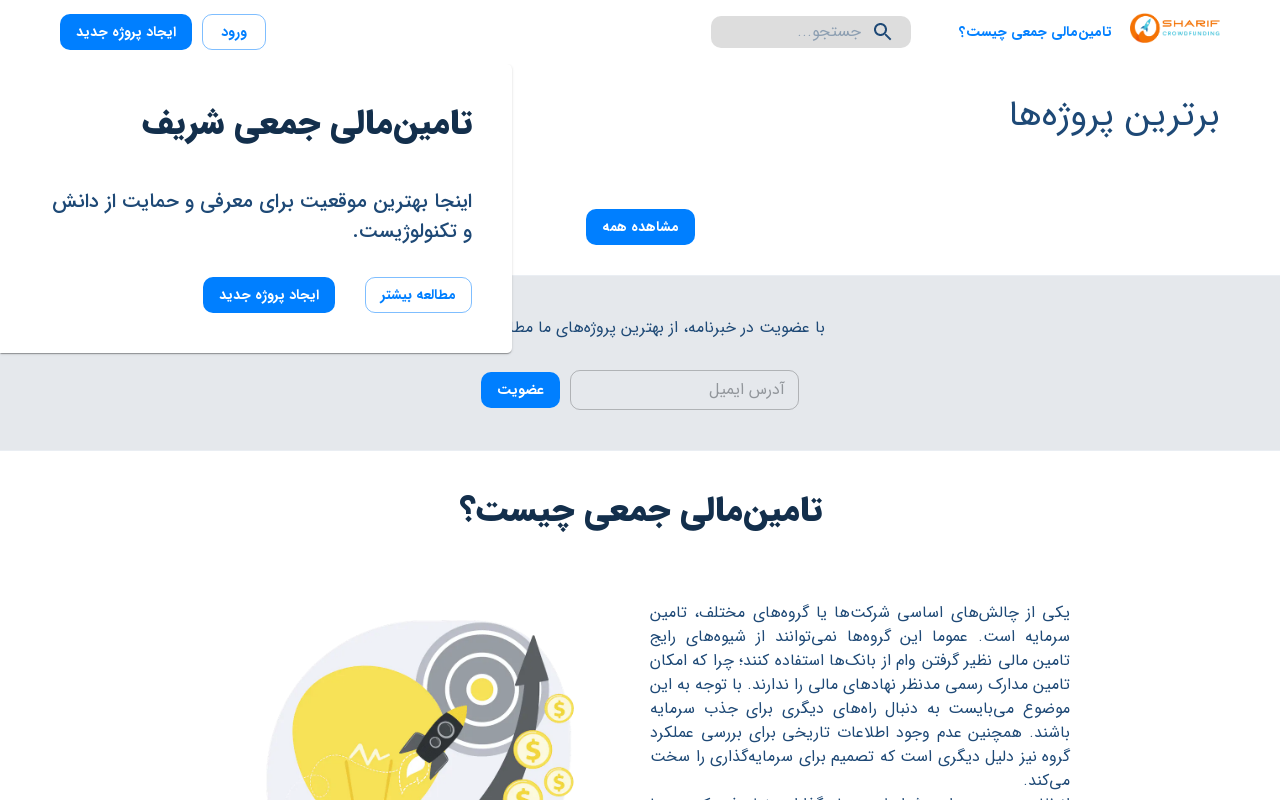 SHARIF
CROWDFUNDING
تامین‌مالی جمعی چیست؟
جستجو...
ورود
ایجاد پروژه جدید
برترین پروژه‌ها
مشاهده همه
تامین‌مالی جمعی شریف
اینجا بهترین موقعیت برای معرفی و حمایت از دانش
و تکنولوژیست.
مطالعه بیشتر
ایجاد پروژه جدید
با عضویت در خبرنامه، از بهترین پروژه‌های ما
آدرس ایمیل
عضویت
تامین‌مالی جمعی چیست؟
یکی از چالش‌های اساسی شرکت‌ها یا گروه‌های مختلف، تامین
سرمایه است. عموما این گروه‌ها نمی‌توانند از شیوه‌های رایج
تامین مالی نظیر گرفتن وام از بانک‌ها استفاده کنند؛ چرا که امکان
تامین مدارک رسمی مدنظر نهادهای مالی را ندارند. با توجه به این
موضوع می‌بایست به دنبال راه‌های دیگری برای جذب سرمایه
باشند. همچنین عدم وجود اطلاعات تاریخی برای بررسی عملکرد
گروه نیز دلیل دیگری است که تصمیم برای سرمایه‌گذاری را سخت
می‌کند.